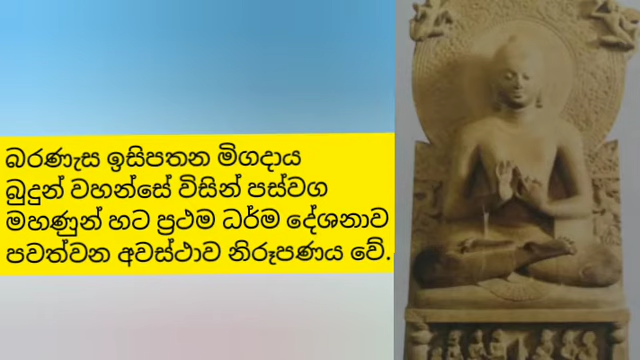 බරණැස ඉසිපතන මිගදාය
බුදුන් වහන්සේ විසින් පස්වග
මහණුන් හට ප්‍රථම ධර්ම දේශනාව
පවත්වන අවස්ථාව නිරූපණය වේ.